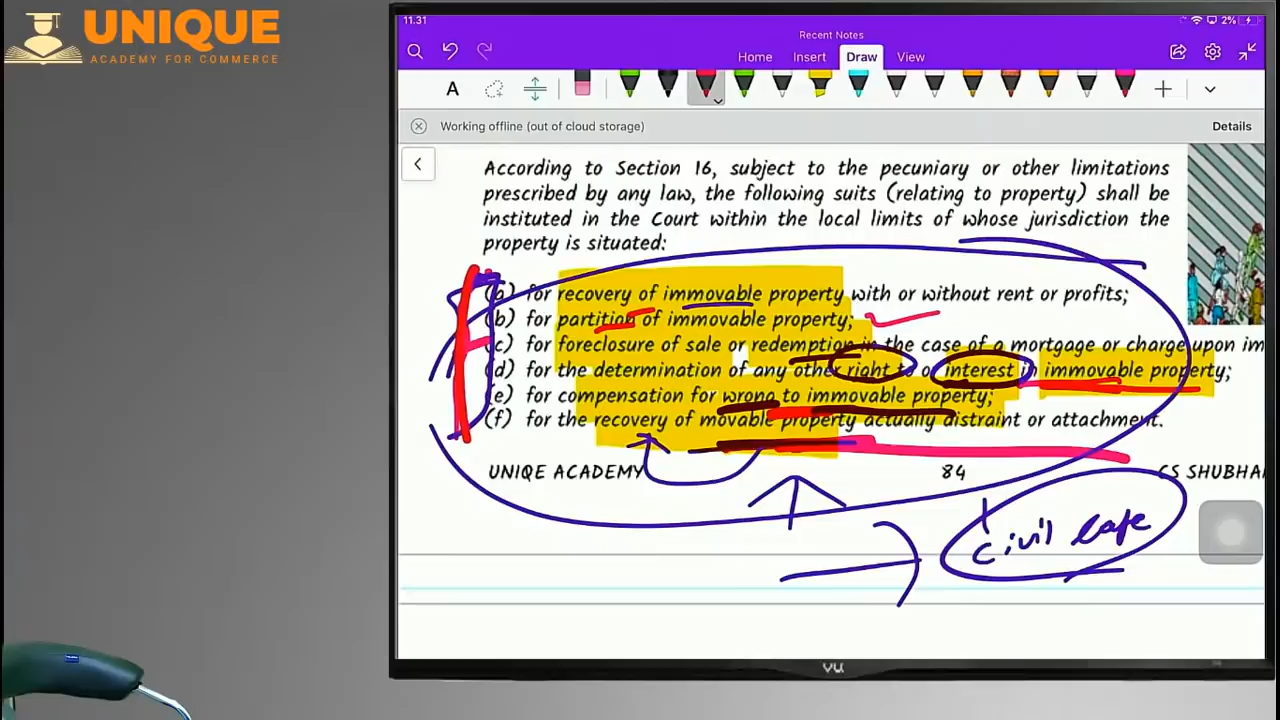 UNIQUE
ACADEMY FOR COMMERCE
11.31
2%
Recent Notes
Home Insert Draw View
A
Working offline (out of cloud storage)
Details
According to Section 16, subject to the pecuniary or other limitations
prescribed by any law, the following suits (relating to property) shall be
instituted in the Court within the local limits of whose jurisdiction the
property is situated:
(a) for recovery of immovable property with or without rent or profits;
(b) for partition of immovable property;
(c) for foreclosure of sale or redemption in the case of a mortgage or charge upon im
(d) for the determination of any other right to or interest in immovable property;
(e) for compensation for wrong to immovable property;
(f) for the recovery of movable property actually distraint or attachment.
UNIQE ACADEMY 84 CS SHUBHA
Civil
VU